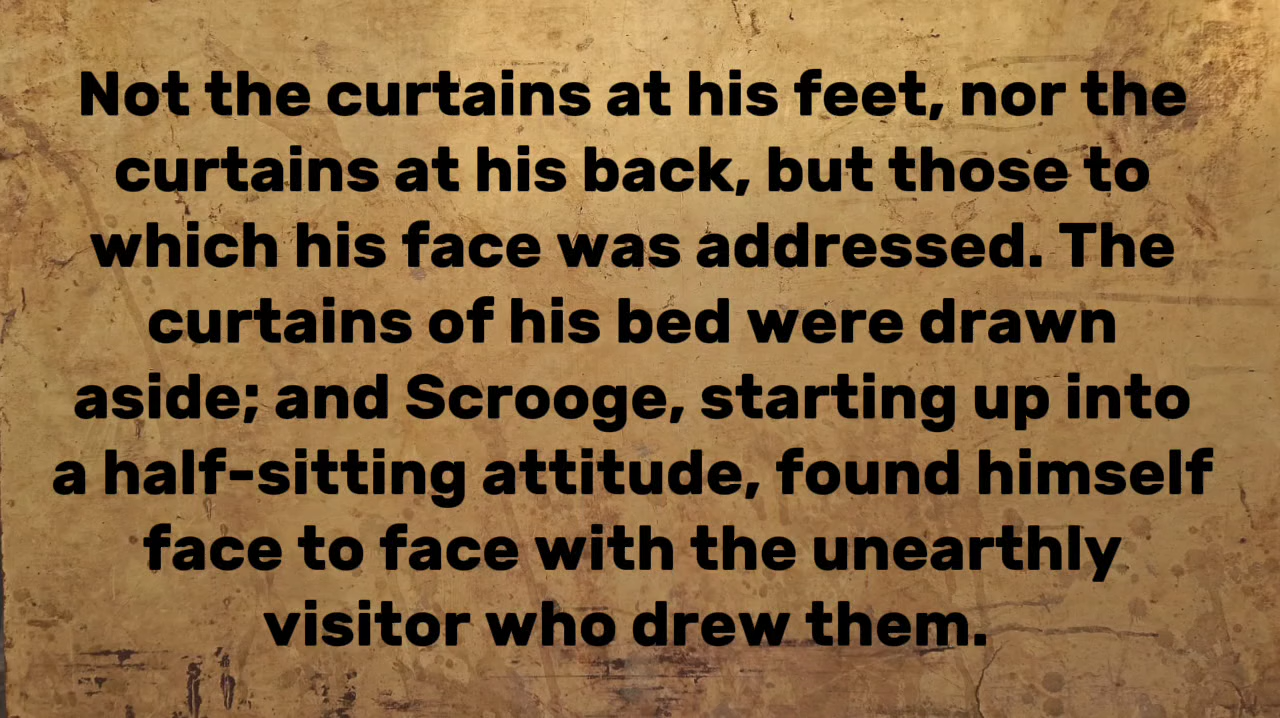 Not the curtains at his feet, nor the
curtains at his back, but those to
which his face was addressed. The
curtains of his bed were drawn
aside; and Scrooge, starting up into
a half-sitting attitude, found himself
face to face with the unearthly
visitor who drew them.